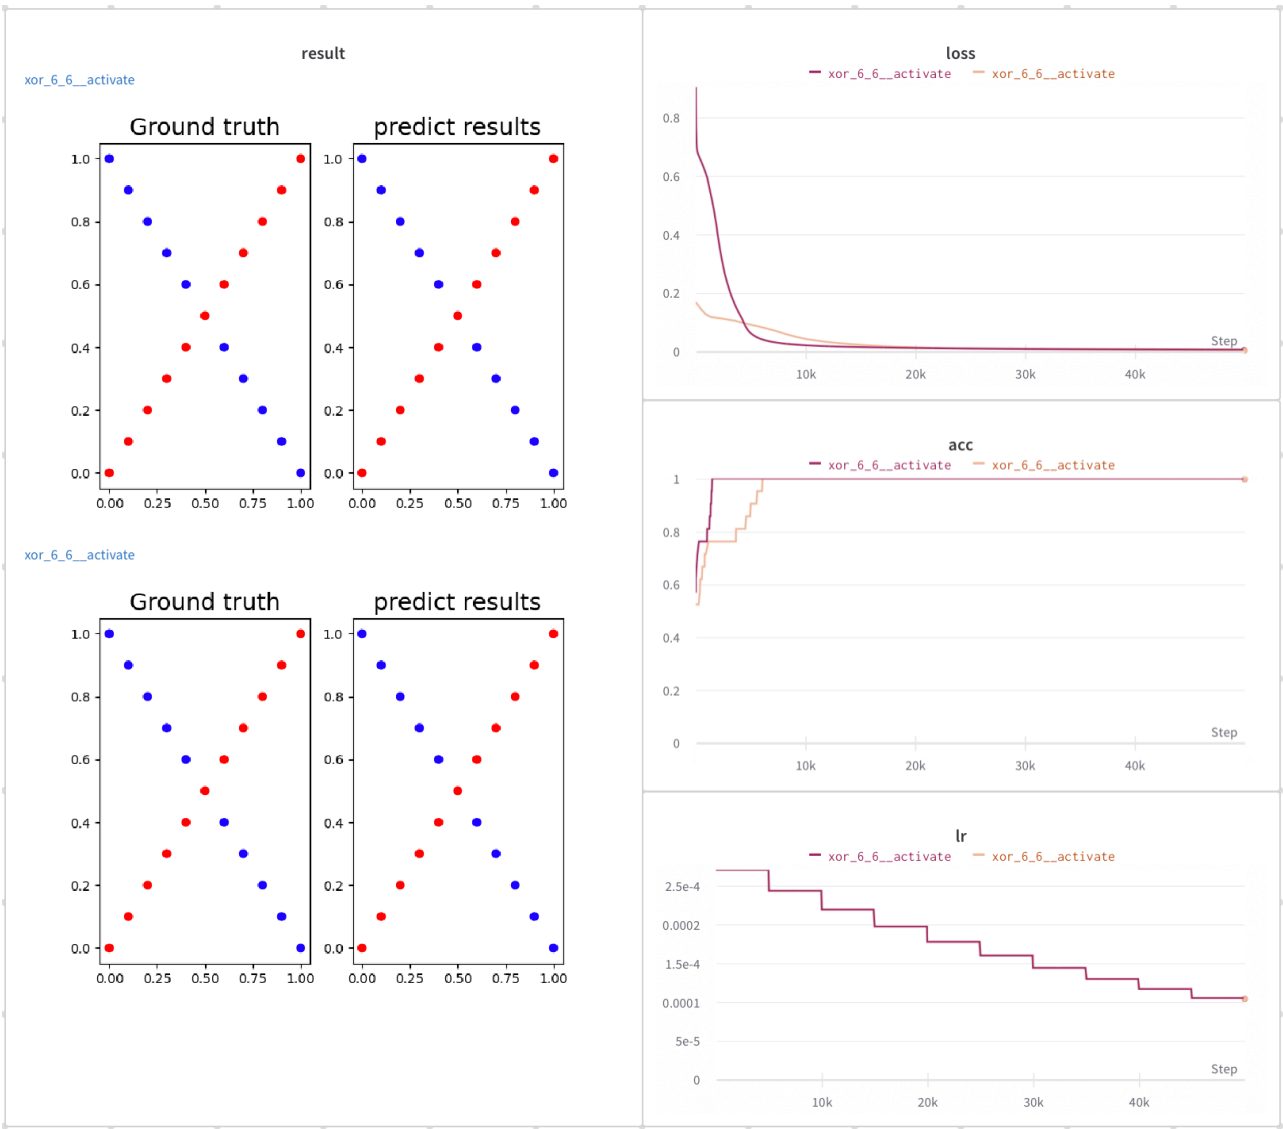 result
xor_6_6__activate
Ground truth
predict results
1.0
0.8
0.6
0.4
0.2
0.0
0.00 0.25 0.50 0.75 1.00
1.0
0.8
0.6
0.4
0.2
0.0
0.00 0.25 0.50 0.75 1.00
xor_6_6__activate
Ground truth
predict results
1.0
0.8
0.6
0.4
0.2
0.0
0.00 0.25 0.50 0.75 1.00
1.0
0.8
0.6
0.4
0.2
0.0
0.00 0.25 0.50 0.75 1.00
loss
xor_6_6__activate xor_6_6__activate
0.8
0.6
0.4
0.2
0
Step
10k 20k 30k 40k
acc
xor_6_6__activate xor_6_6__activate
1
0.8
0.6
0.4
0.2
0
Step
10k 20k 30k 40k
lr
xor_6_6__activate xor_6_6__activate
2.5e-4
0.0002
1.5e-4
0.0001
5e-5
0
Step
10k 20k 30k 40k